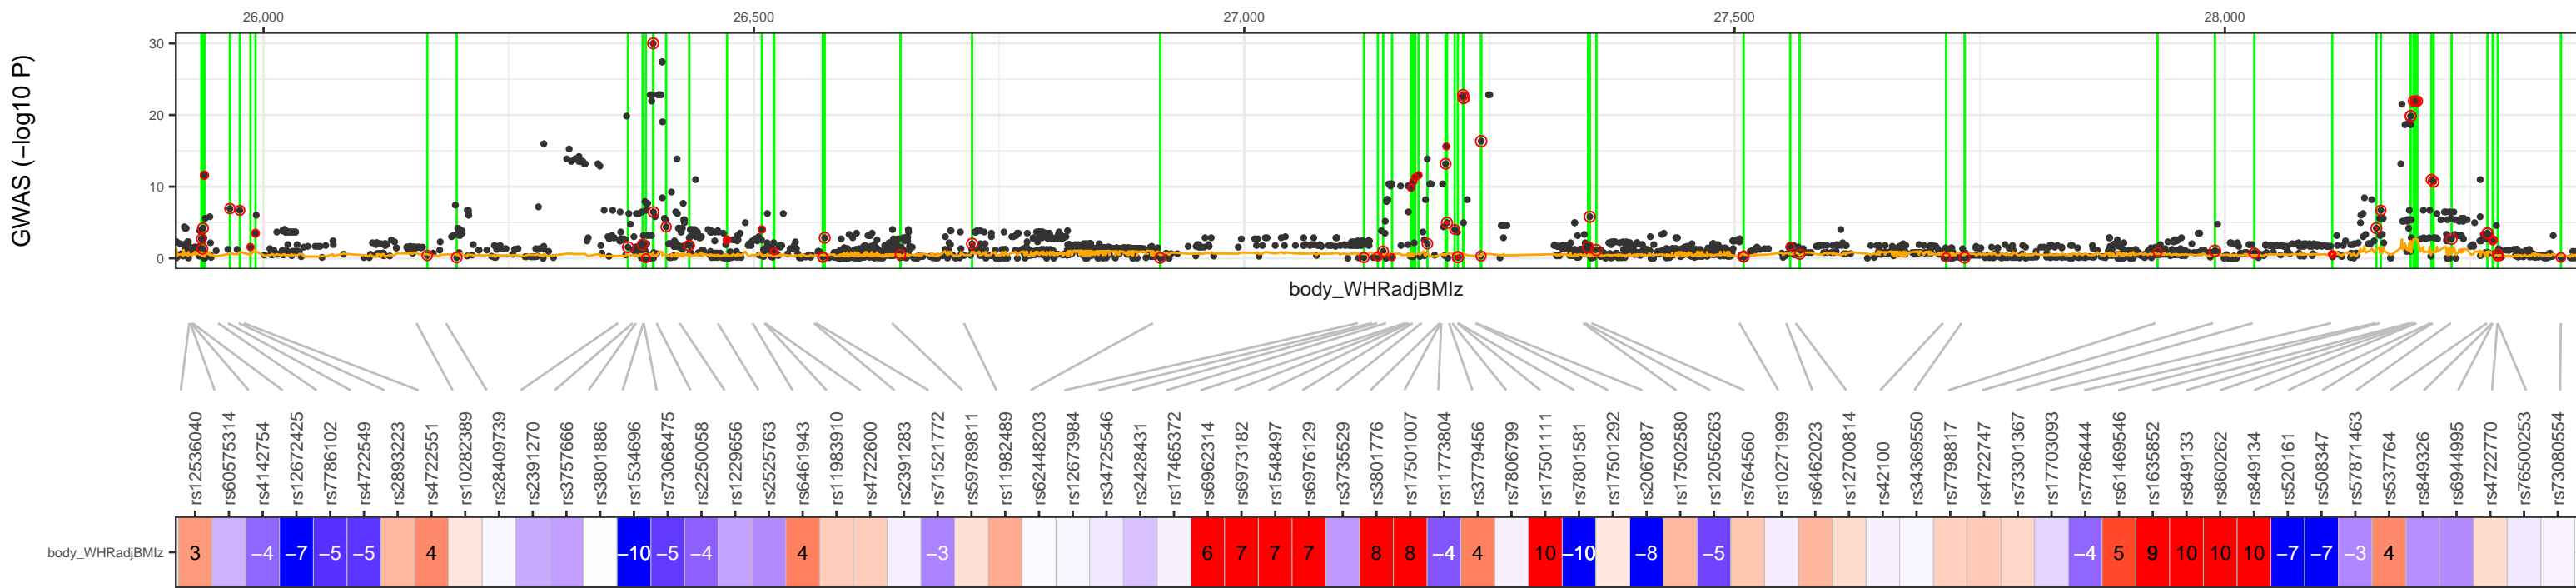 26,000 26,500 27,000 27,500 28,000
GWAS (−log10 P)
30
20
10
0
body_WHRadjBMIz
rs12536040 rs60575314 rs4142754 rs12672425 rs7786102 rs4722549 rs2893223 rs4722551 rs10282389 rs28409739 rs2391270 rs3757666 rs3801886 rs1534696 rs73068475 rs22500058 rs12296566 rs25255763 rs6461943 rs11983910 rs4722600 rs2391283 rs71521772 rs59789811 rs11982489 rs62448203 rs12673984 rs34725546 rs2428431 rs17465372 rs6962314 rs6973182 rs1548497 rs6976129 rs3735529 rs3801776 rs17501007 rs11773804 rs3779456 rs7806799 rs17501111 rs7801581 rs17501292 rs2067087 rs17502580 rs12056263 rs764560 rs10271999 rs6462023 rs12700814 rs42100 rs34369550 rs7798817 rs4722747 rs73301367 rs17703093 rs7786444 rs61469546 rs1635852 rs849133 rs860262 rs849134 rs520161 rs508347 rs57871463 rs537764 rs849326 rs6944995 rs4722770 rs76500253 rs73080554
body_WHRadjBMIz 3 −4 −7 −5 −5 4 −10 −5 −4 4 −3 6 7 7 7 8 8 −4 4 10 −10 −8 −5 −4 5 9 10 10 10 −7 −7 −3 4